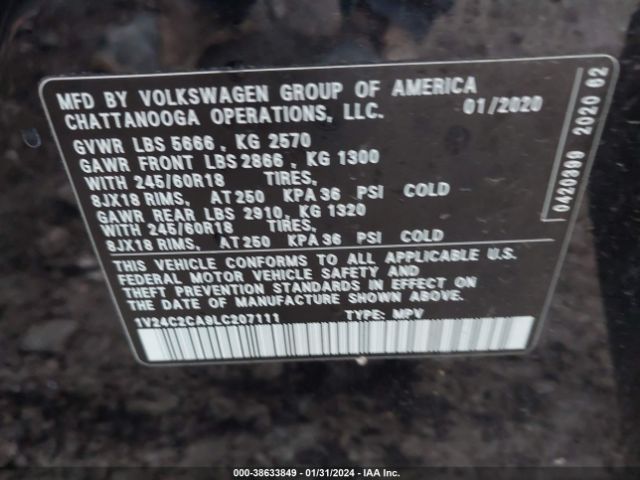 MFD BY VOLKSWAGEN GROUP OF AMERICA
CHATTANOOGA OPERATIONS, LLC. 01/2020
GVWR LBS 5666 , KG 2570
GAWR FRONT LBS 2866 , KG 1300
WITH 245/60R18 TIRES,
8JX18 RIMS, AT 250 KPA 36 PSI COLD
GAWR REAR LBS 2910, KG 1320
WITH 245/60R18 TIRES,
8JX18 RIMS, AT 250 KPA 36 PSI COLD
THIS VEHICLE CONFORMS TO ALL APPLICABLE U.S.
FEDERAL MOTOR VEHICLE SAFETY AND
THEFT PREVENTION STANDARDS IN EFFECT ON
THE DATE OF MANUFACTURE SHOWN ABOVE.
1V24C2CA9LC207111 TYPE: MPV
0420399 2020 02
000-38633849 - 01/31/2024 - IAA Inc.